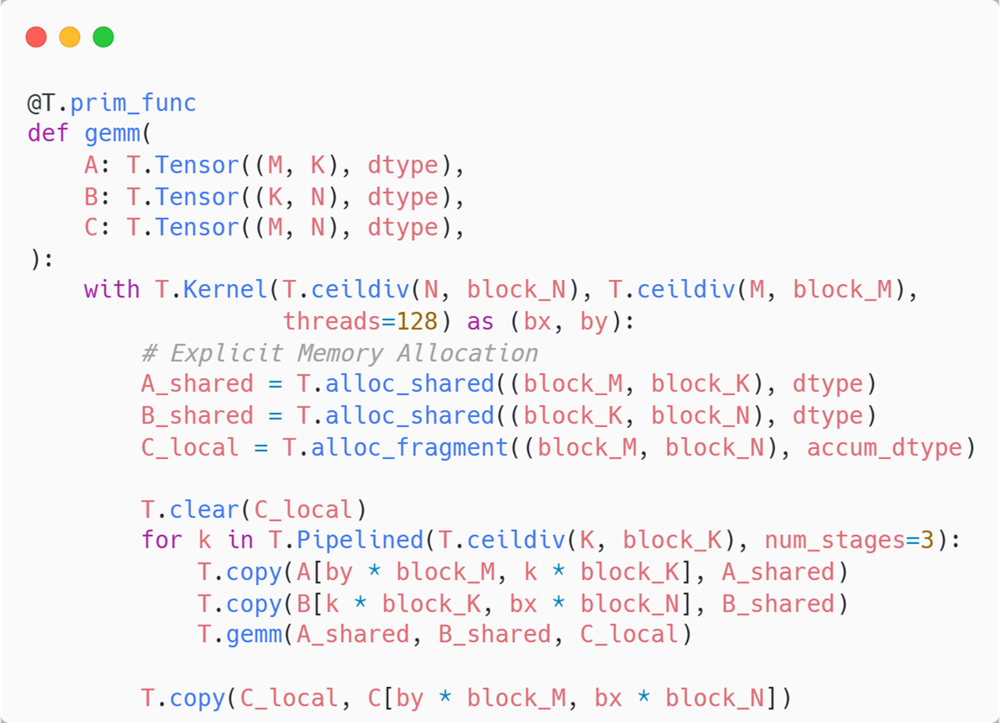 @T.prim_func
def gemm(
    A: T.Tensor((M, K), dtype),
    B: T.Tensor((K, N), dtype),
    C: T.Tensor((M, N), dtype),
):
    with T.Kernel(T.ceildiv(N, block_N), T.ceildiv(M, block_M),
                  threads=128) as (bx, by):
        # Explicit Memory Allocation
        A_shared = T.alloc_shared((block_M, block_K), dtype)
        B_shared = T.alloc_shared((block_K, block_N), dtype)
        C_local = T.alloc_fragment((block_M, block_N), accum_dtype)

        T.clear(C_local)
        for k in T.Pipelined(T.ceildiv(K, block_K), num_stages=3):
            T.copy(A[by * block_M, k * block_K], A_shared)
            T.copy(B[k * block_K, bx * block_N], B_shared)
            T.gemm(A_shared, B_shared, C_local)

        T.copy(C_local, C[by * block_M, bx * block_N])